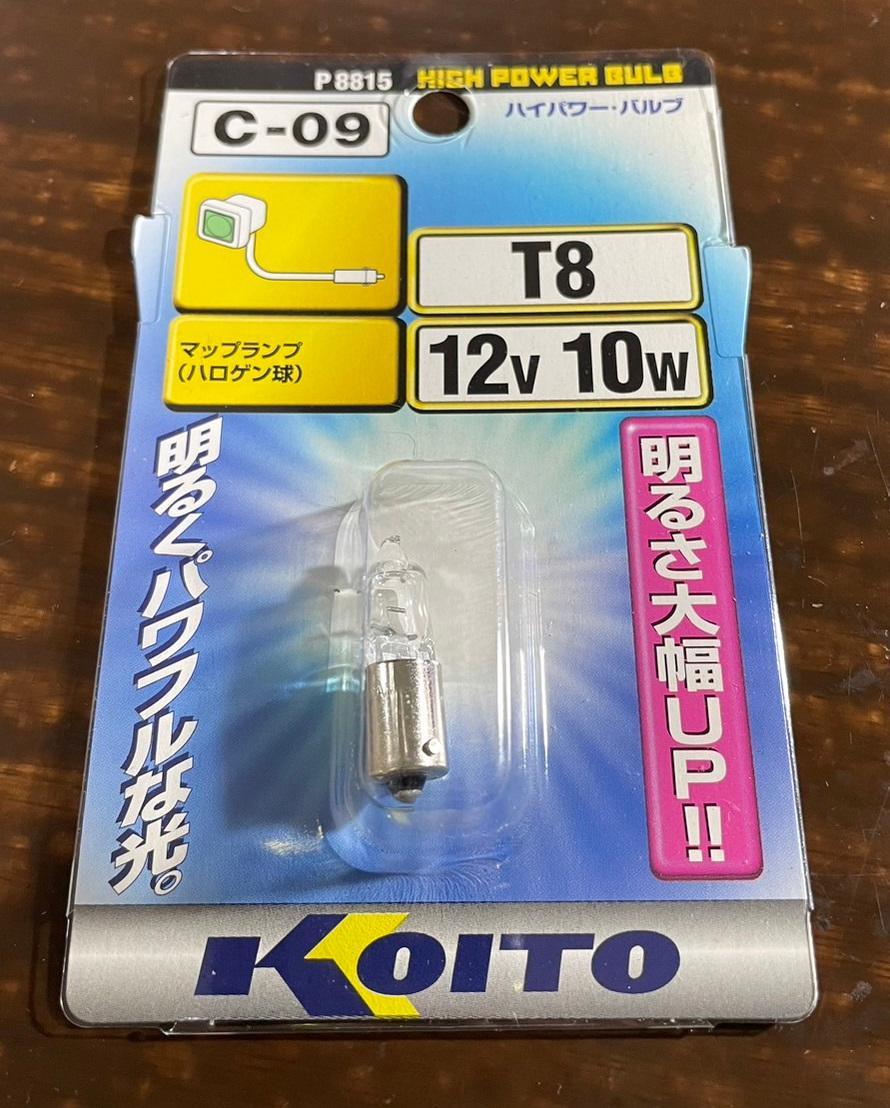 P8815 HIGH POWER BULB
ハイパワー・バルブ
C-09
T8
マップランプ
(ハロゲン球)
12V 10W
明るくパワフルな光。
明るさ大幅UP!!
KOITO